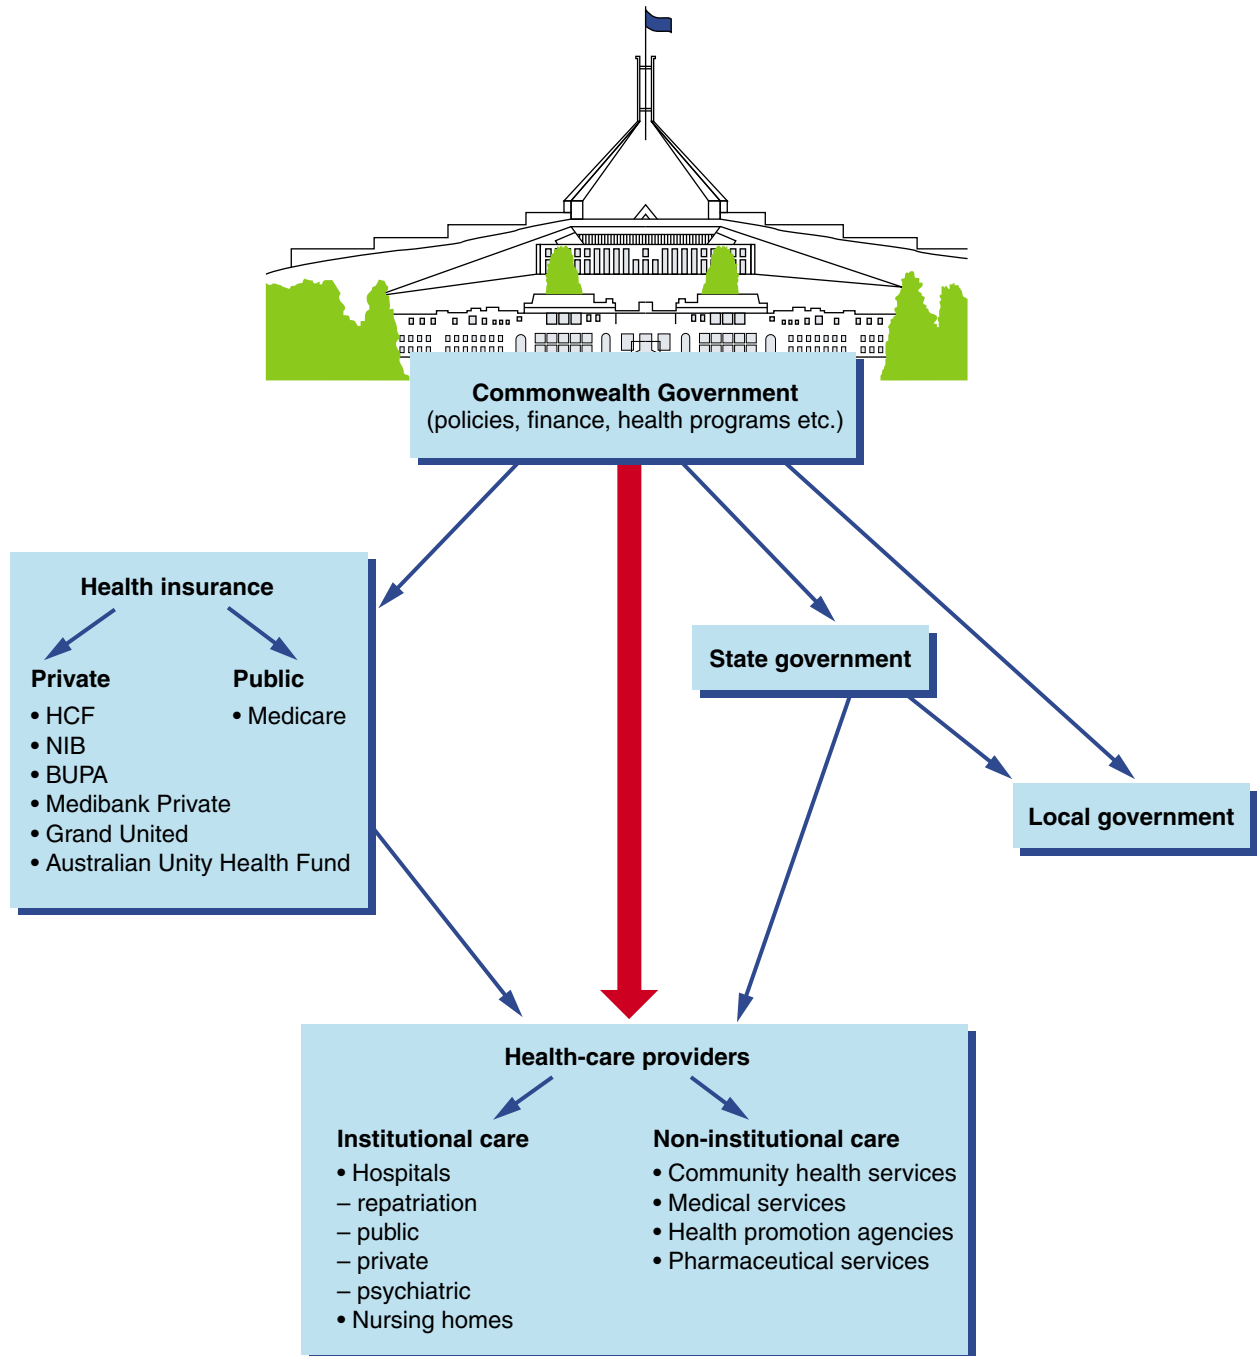 Commonwealth Government
(policies, finance, health programs etc.)
Health insurance
Private
• HCF
• NIB
• BUPA
• Medibank Private
• Grand United
• Australian Unity Health Fund
Public
• Medicare
State government
Local government
Health-care providers
Institutional care
• Hospitals
– repatriation
– public
– private
– psychiatric
• Nursing homes
Non-institutional care
• Community health services
• Medical services
• Health promotion agencies
• Pharmaceutical services